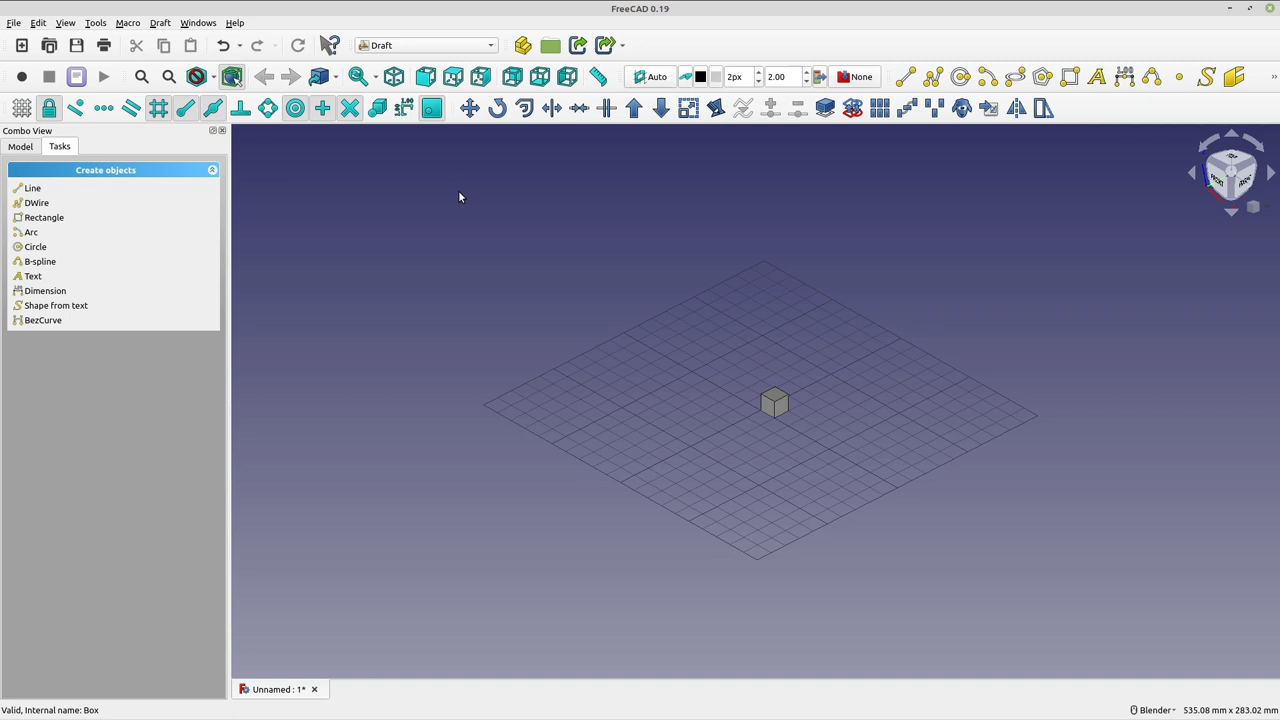 FreeCAD 0.19
File Edit View Tools Macro Draft Windows Help
Draft
Auto 2px 2.00 None
Combo View
Model Tasks
Create objects
Line
DWire
Rectangle
Arc
Circle
B-spline
Text
Dimension
Shape from text
BezCurve
Unnamed : 1*
Valid, Internal name: Box
Blender 535.08 mm x 283.02 mm